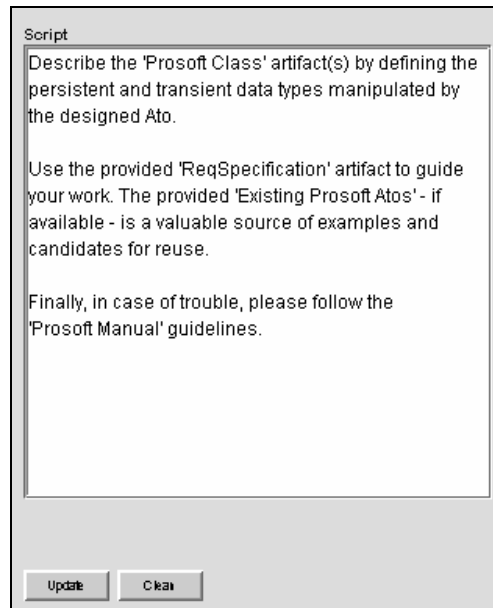 Script
Describe the 'Prosoft Class' artifact(s) by defining the
persistent and transient data types manipulated by
the designed Ato.
Use the provided 'ReqSpecification' artifact to guide
your work. The provided 'Existing Prosoft Atos' - if
available - is a valuable source of examples and
candidates for reuse.
Finally, in case of trouble, please follow the
'Prosoft Manual' guidelines.
Update Clean